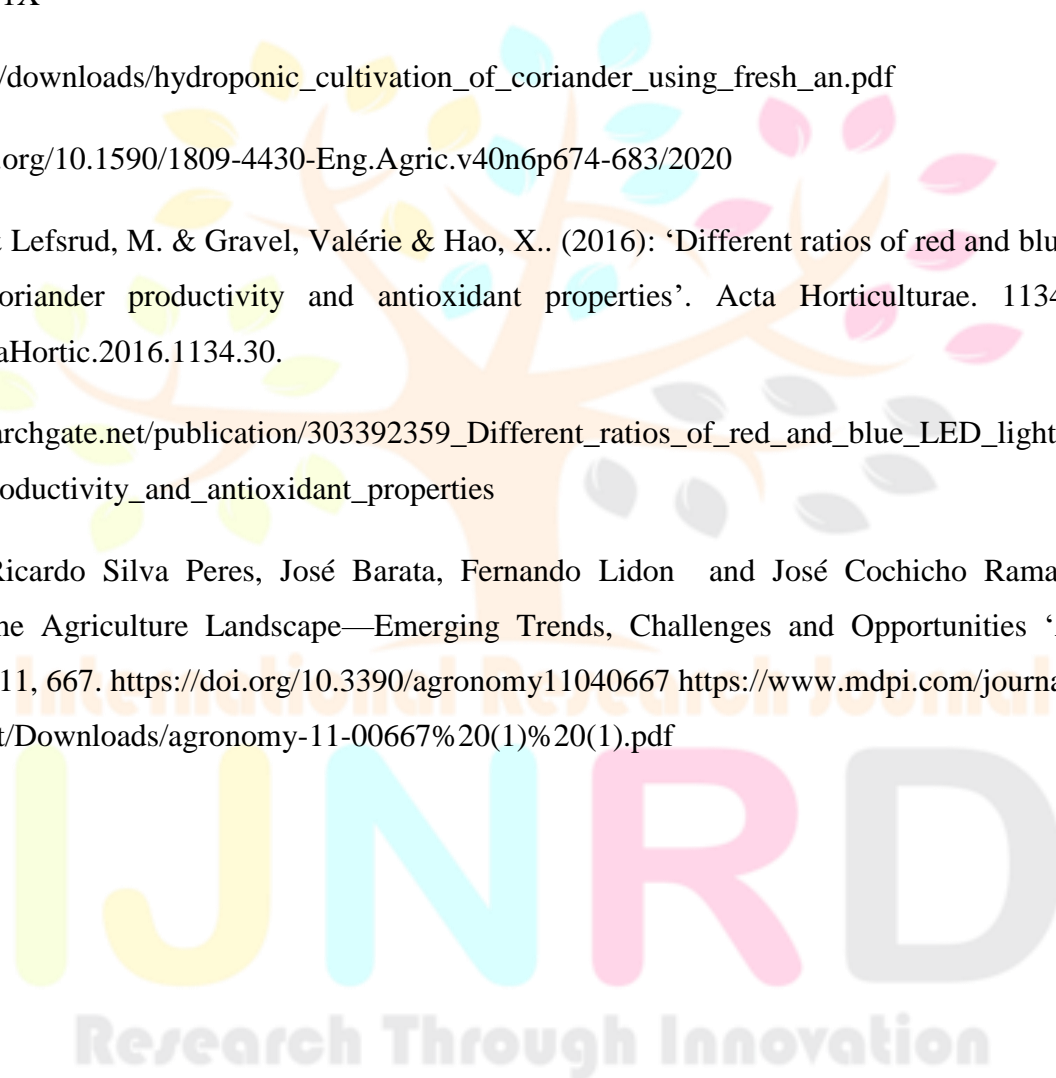 /downloads/hydroponic_cultivation_of_coriander_using_fresh_an.pdf
.org/10.1590/1809-4430-Eng.Agric.v40n6p674-683/2020
Lefsrud, M. & Gravel, Valérie & Hao, X.. (2016): ‘Different ratios of red and blu
oriander productivity and antioxidant properties’. Acta Horticulturae. 1134
aHortic.2016.1134.30.
archgate.net/publication/303392359_Different_ratios_of_red_and_blue_LED_light
oductivity_and_antioxidant_properties
Ricardo Silva Peres, José Barata, Fernando Lidon and José Cochicho Rama
he Agriculture Landscape—Emerging Trends, Challenges and Opportunities ‘
International Research Journal
11, 667. https://doi.org/10.3390/agronomy11040667 https://www.mdpi.com/journa
t/Downloads/agronomy-11-00667%20(1)%20(1).pdf
IJNRD
Research Through Innovation